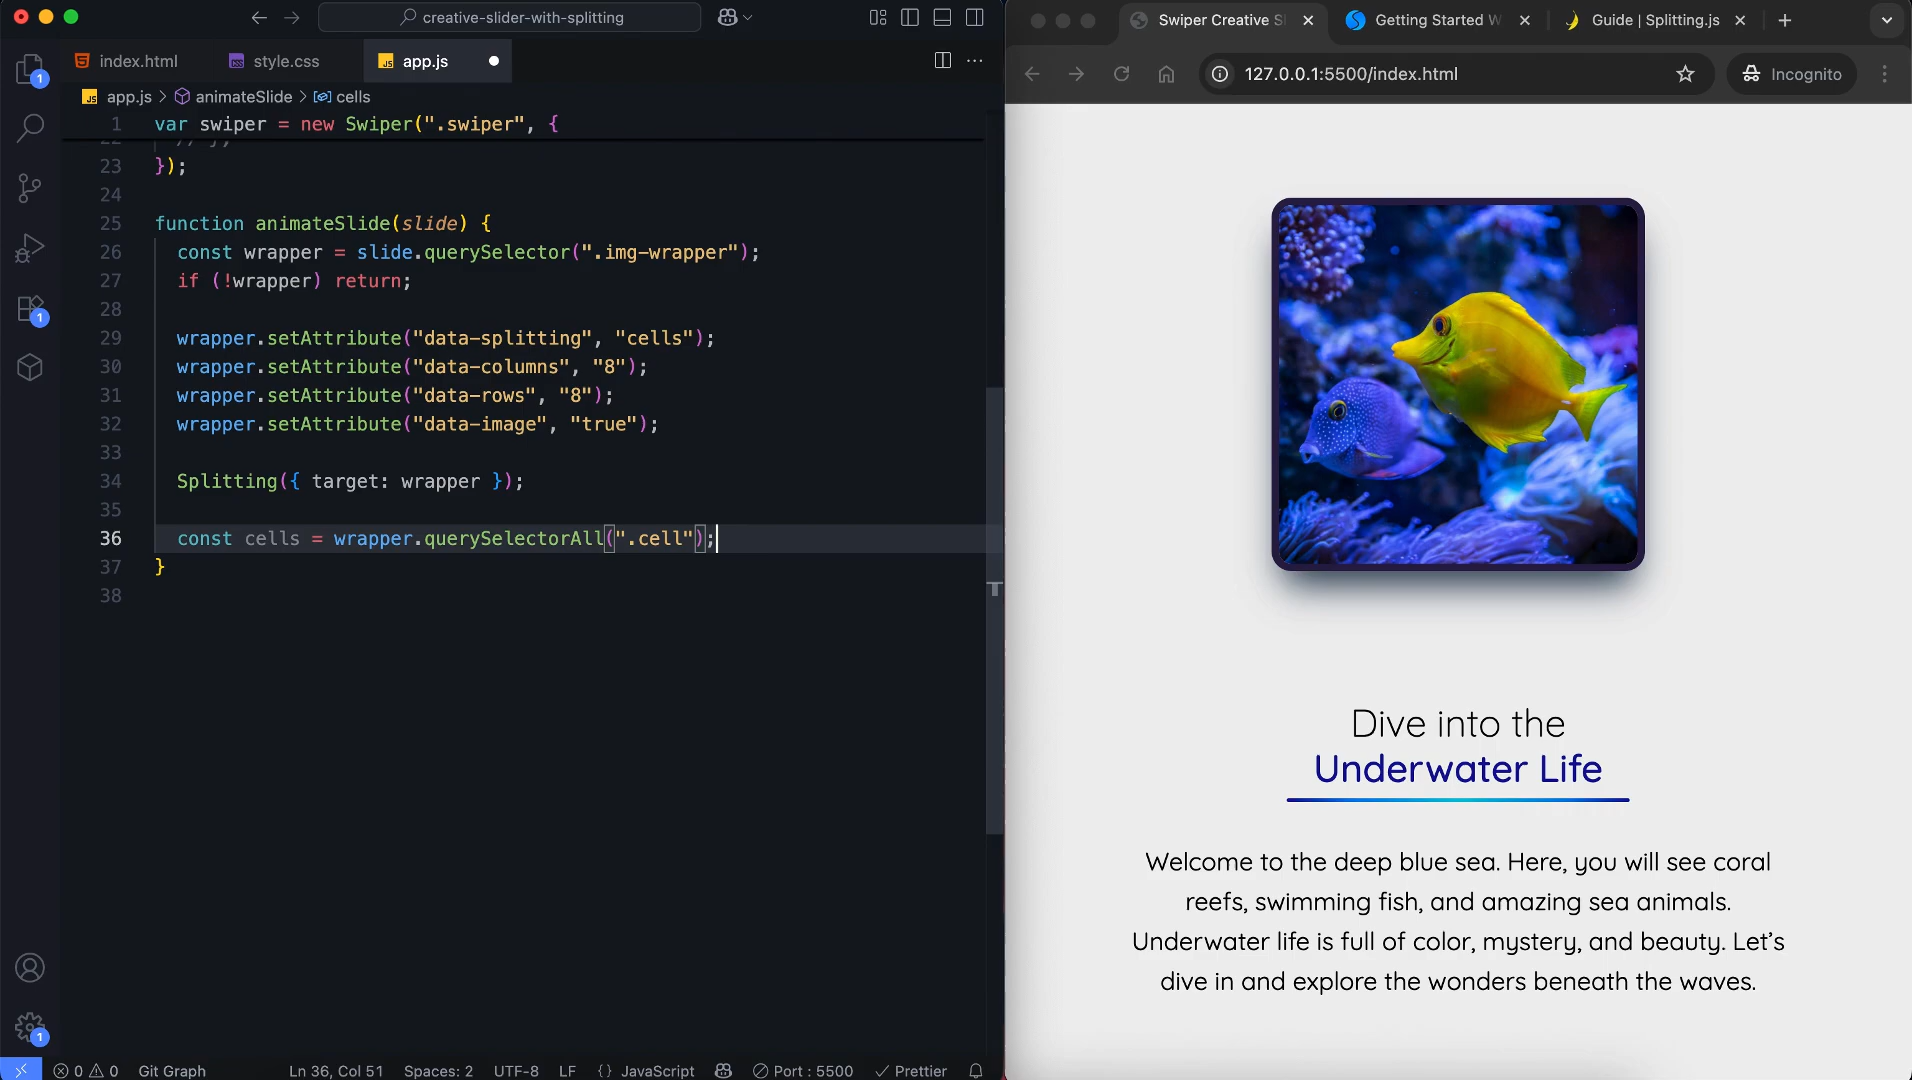 creative-slider-with-splitting
index.html
style.css
app.js
app.js > animateSlide > cells
1 var swiper = new Swiper(".swiper", {
23 });
24
25 function animateSlide(slide) {
26 const wrapper = slide.querySelector(".img-wrapper");
27 if (!wrapper) return;
28
29 wrapper.setAttribute("data-splitting", "cells");
30 wrapper.setAttribute("data-columns", "8");
31 wrapper.setAttribute("data-rows", "8");
32 wrapper.setAttribute("data-image", "true");
33
34 Splitting({ target: wrapper });
35
36 const cells = wrapper.querySelectorAll(".cell");
37 }
38
1
1
1
0 0 Git Graph Ln 36, Col 51 Spaces: 2 UTF-8 LF {} JavaScript Port : 5500 Prettier
Swiper Creative S
Getting Started W
Guide | Splitting.js
127.0.0.1:5500/index.html
Incognito
Dive into the
Underwater Life
Welcome to the deep blue sea. Here, you will see coral
reefs, swimming fish, and amazing sea animals.
Underwater life is full of color, mystery, and beauty. Let’s
dive in and explore the wonders beneath the waves.